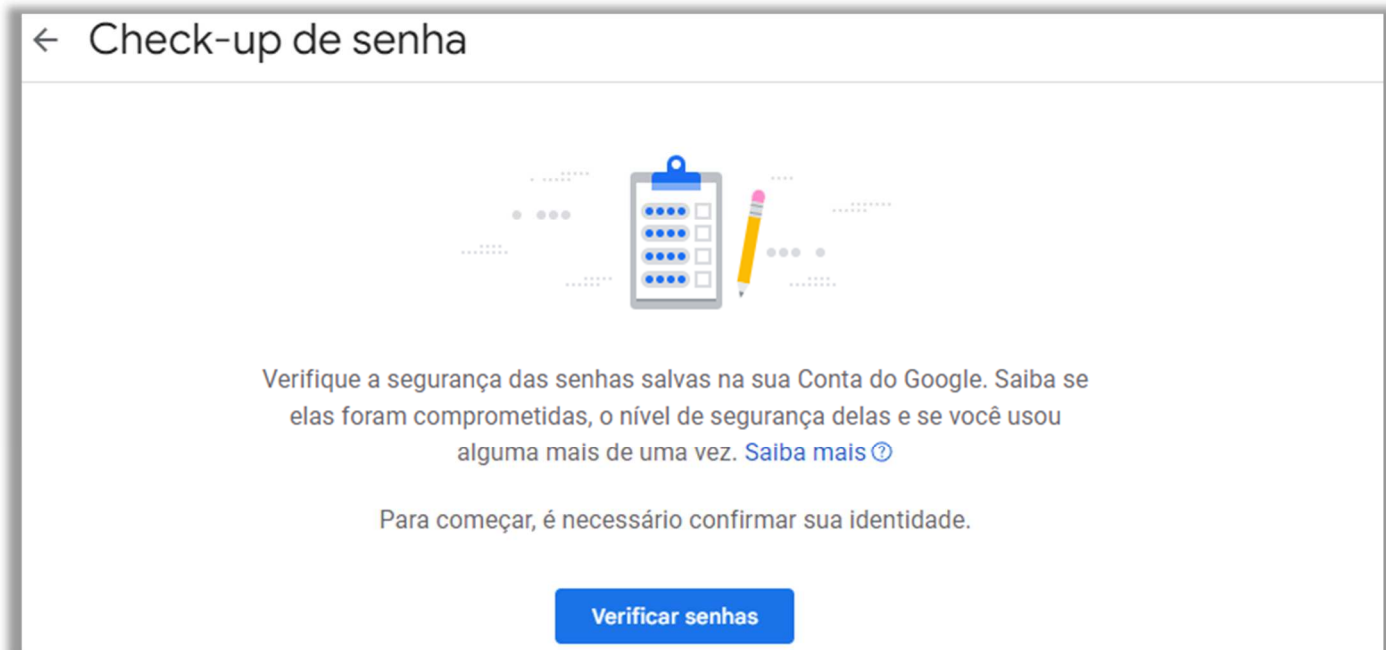 Check-up de senha
Verifique a segurança das senhas salvas na sua Conta do Google. Saiba se
elas foram comprometidas, o nível de segurança delas e se você usou
alguma mais de uma vez. Saiba mais
Para começar, é necessário confirmar sua identidade.
Verificar senhas